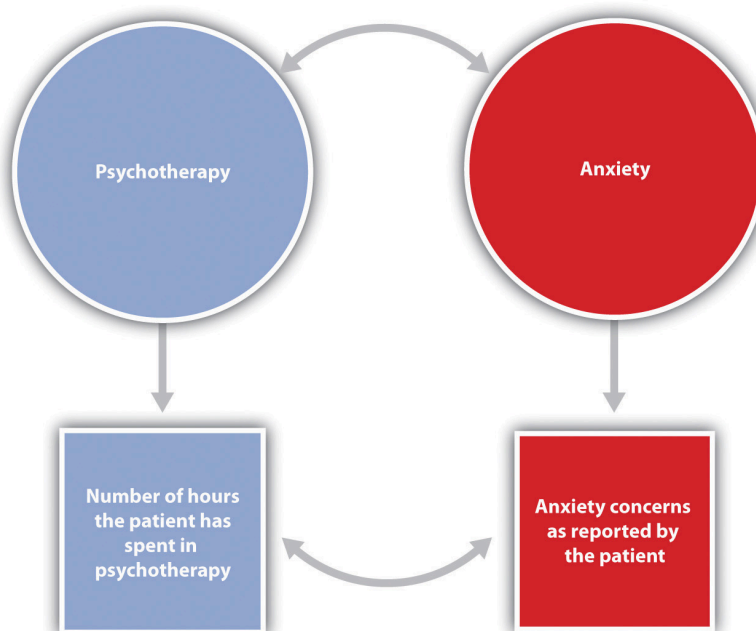 Psychotherapy
Anxiety
Number of hours
the patient has
spent in
psychotherapy
Anxiety concerns
as reported by
the patient